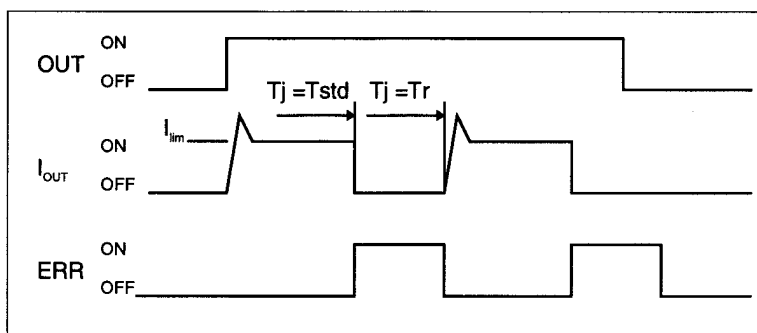 OUT
ON
OFF
Tj =Tstd
Tj =Tr
Ilim
IOUT
ON
OFF
ERR
ON
OFF